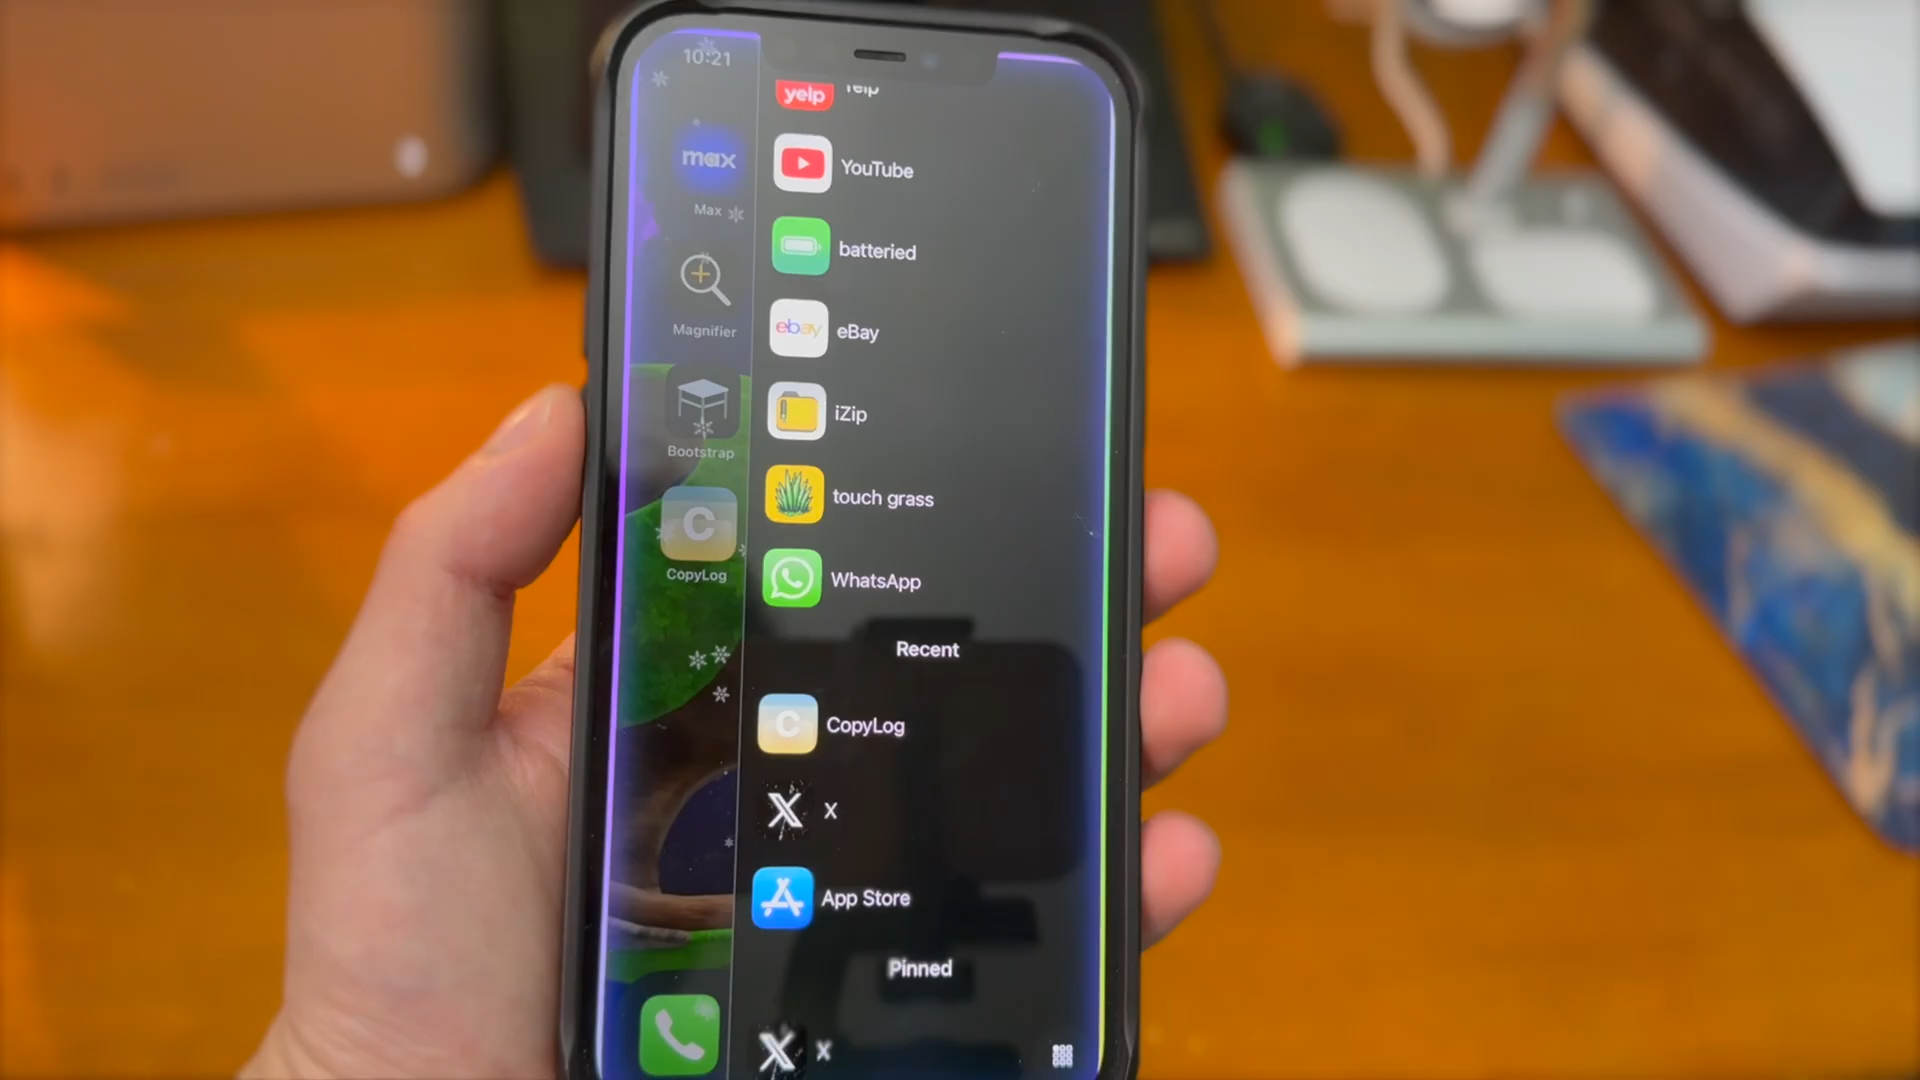 10:21
max
Max
Magnifier
Bootstrap
C
CopyLog
yelp
Yelp
YouTube
batteried
ebay
eBay
iZip
touch grass
WhatsApp
Recent
C
CopyLog
X
X
App Store
Pinned
X
X